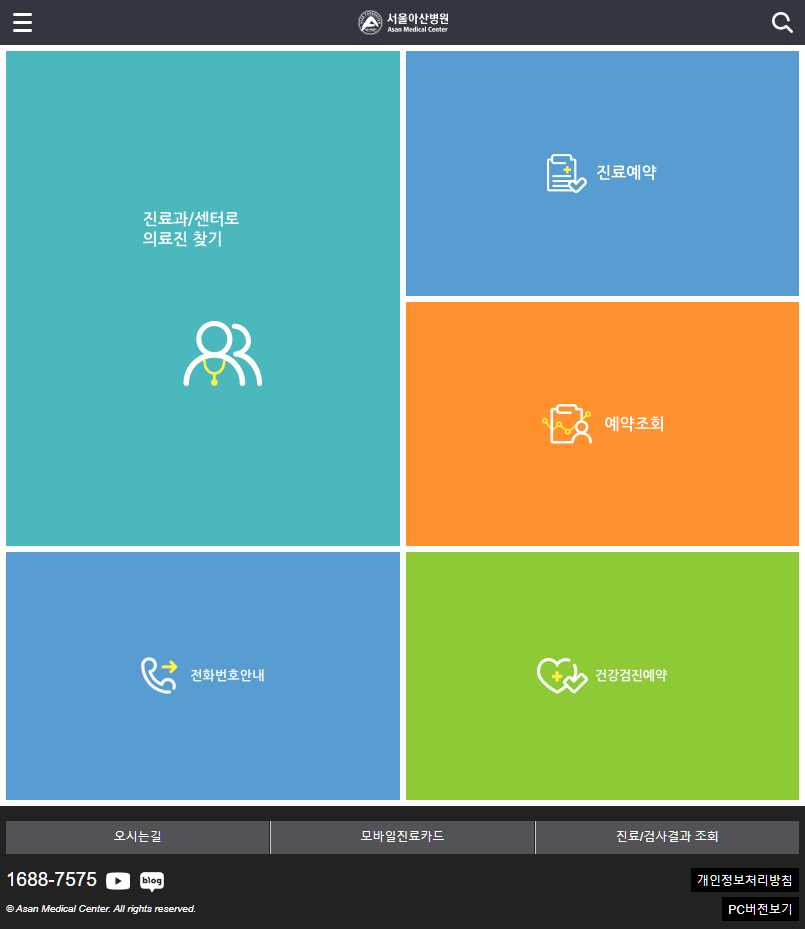 서울아산병원
Asan Medical Center
진료과/센터로
의료진 찾기
진료예약
예약조회
전화번호안내
건강검진예약
오시는길
모바일진료카드
진료/검사결과 조회
1688-7575
blog
개인정보처리방침
© Asan Medical Center. All rights reserved.
PC버전보기